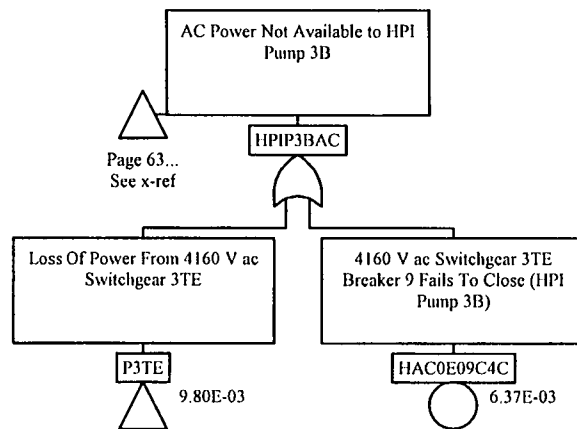 AC Power Not Available to HPI
Pump 3B
HPIP3BAC
Page 63...
See x-ref
Loss Of Power From 4160 V ac
Switchgear 3TE
P3TE
9.80E-03
4160 V ac Switchgear 3TE
Breaker 9 Fails To Close (HPI
Pump 3B)
HAC0E09C4C
6.37E-03